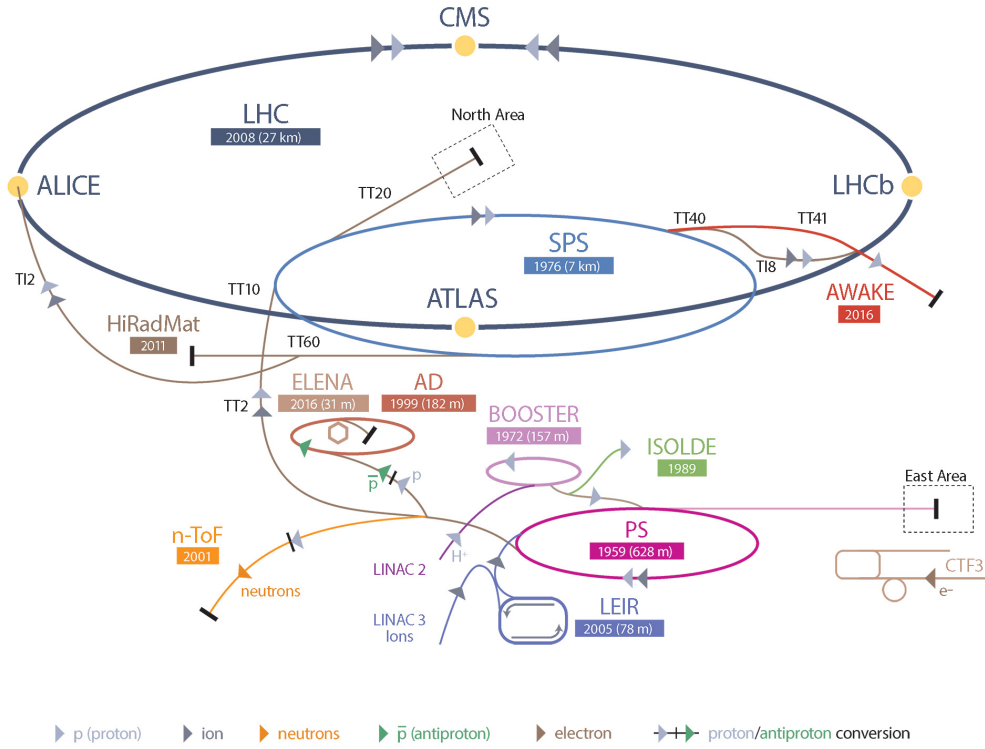 CMS
LHC
2008 (27 km)
North Area
ALICE
TT20
LHCb
TT40
TT41
SPS
1976 (7 km)
TI8
TI2
TT10
ATLAS
AWAKE
2016
HiRadMat
2011
TT60
ELENA
2016 (31 m)
AD
1999 (182 m)
TT2
BOOSTER
1972 (157 m)
ISOLDE
1989
p
p̅
East Area
n-ToF
2001
PS
1959 (628 m)
H⁺
LINAC 2
neutrons
CTF3
e-
LEIR
2005 (78 m)
LINAC 3
Ions
p (proton)
ion
neutrons
p̅ (antiproton)
electron
proton/antiproton conversion